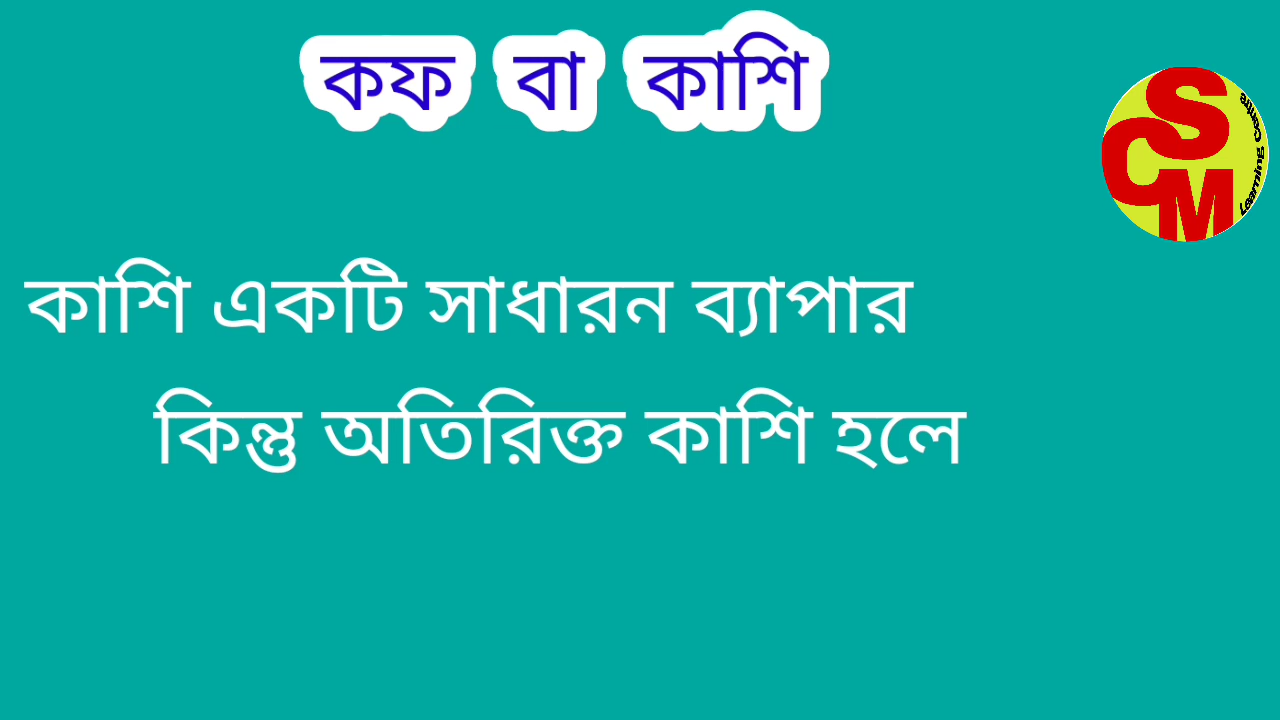 কফ বা কাশি
SCM
Learning Centre
কাশি একটি সাধারন ব্যাপার
কিন্তু অতিরিক্ত কাশি হলে